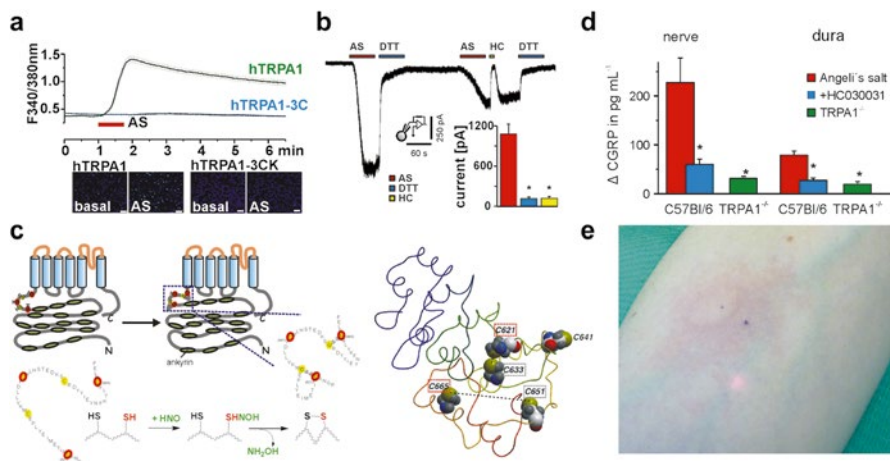 a
F340/380nm
1.5
1.0
0.5
hTRPA1
hTRPA1-3C
AS
0 1 2 3 4 5 6 min
hTRPA1 hTRPA1-3CK
basal AS basal AS
b
AS DTT AS HC DTT
250 pA
60 s
AS
DTT
HC
current [pA]
1200
600
0
* *
c
C
N
N
ankyrin
HS SH + HNO HS SHNOH S S
NH₂OH
C621
C641
C633
C665
C651
d
nerve dura
Δ CGRP in pg mL⁻¹
200
100
0
Angeli´s salt
+HC030031
TRPA1⁻/⁻
* * * *
C57Bl/6 TRPA1⁻/⁻ C57Bl/6 TRPA1⁻/⁻
e